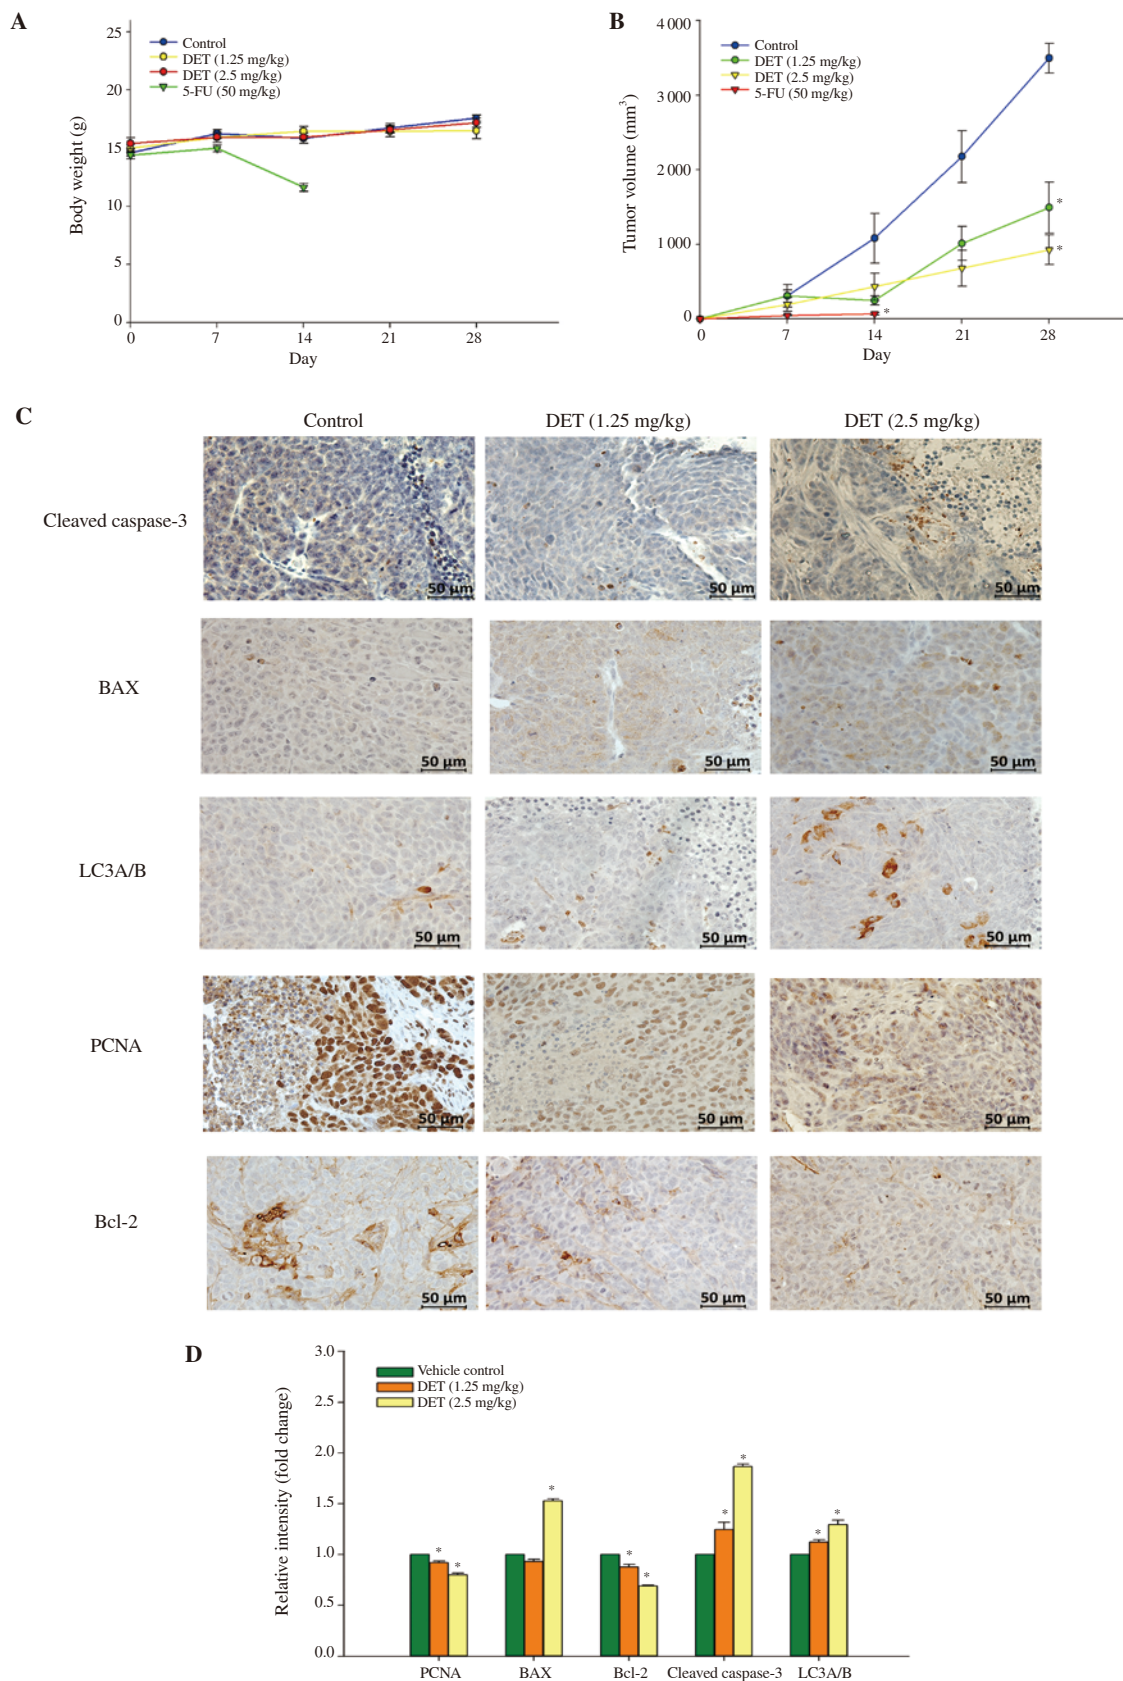 A
25
20
15
10
5
0
Body weight (g)
Control
DET (1.25 mg/kg)
DET (2.5 mg/kg)
5-FU (50 mg/kg)
0 7 14 21 28
Day
B
4 000
3 000
2 000
1 000
0
Tumor volume (mm³)
Control
DET (1.25 mg/kg)
DET (2.5 mg/kg)
5-FU (50 mg/kg)
*
*
*
0 7 14 21 28
Day
C
Control DET (1.25 mg/kg) DET (2.5 mg/kg)
Cleaved caspase-3
50 µm 50 µm 50 µm
BAX
50 µm 50 µm 50 µm
LC3A/B
50 µm 50 µm 50 µm
PCNA
50 µm 50 µm 50 µm
Bcl-2
50 µm 50 µm 50 µm
D
3.0
2.5
2.0
1.5
1.0
0.5
0.0
Relative intensity (fold change)
Vehicle control
DET (1.25 mg/kg)
DET (2.5 mg/kg)
* * * * * * * * *
PCNA BAX Bcl-2 Cleaved caspase-3 LC3A/B